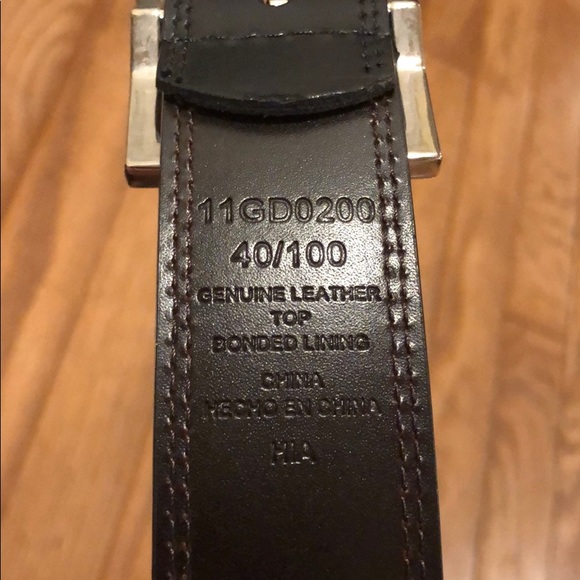 11GD0200
40/100
GENUINE LEATHER
TOP
BONDED LINING
CHINA
HECHO EN CHINA
HIA